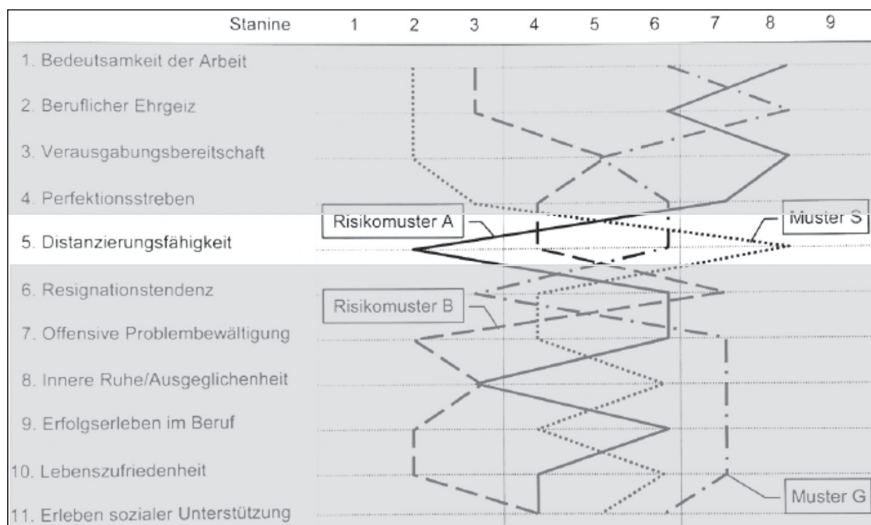 Stanine 1 2 3 4 5 6 7 8 9
1. Bedeutsamkeit der Arbeit
2. Beruflicher Ehrgeiz
3. Verausgabungsbereitschaft
4. Perfektionsstreben
Risikomuster A
Muster S
5. Distanzierungsfähigkeit
6. Resignationstendenz
Risikomuster B
7. Offensive Problembewältigung
8. Innere Ruhe/Ausgeglichenheit
9. Erfolgserleben im Beruf
10. Lebenszufriedenheit
Muster G
11. Erleben sozialer Unterstützung